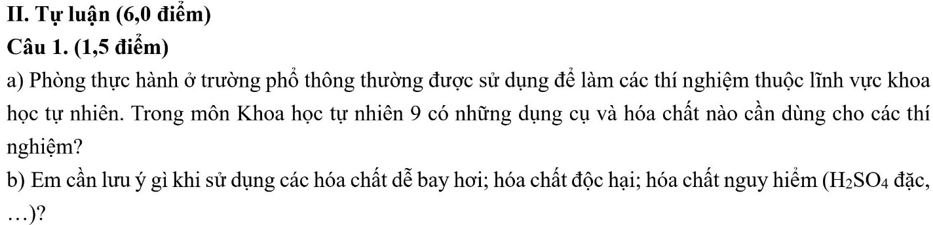 II. Tự luận (6,0 điểm)
Câu 1. (1,5 điểm)
a) Phòng thực hành ở trường phổ thông thường được sử dụng để làm các thí nghiệm thuộc lĩnh vực khoa
học tự nhiên. Trong môn Khoa học tự nhiên 9 có những dụng cụ và hóa chất nào cần dùng cho các thí
nghiệm?
b) Em cần lưu ý gì khi sử dụng các hóa chất dễ bay hơi; hóa chất độc hại; hóa chất nguy hiểm (H₂SO₄ đặc,
…)?